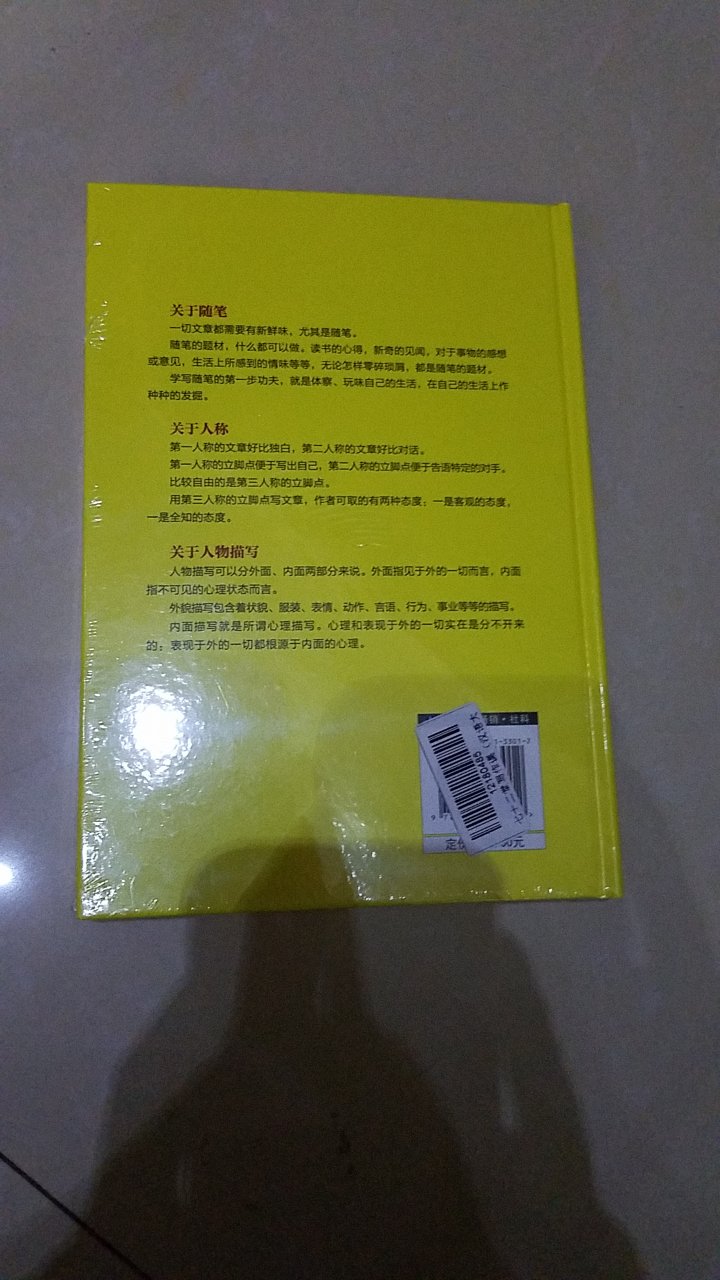 关于随笔
一切文章都需要有新鲜味，尤其是随笔。
随笔的题材，什么都可以做。读书的心得，新奇的见闻，对于事物的感想
或意见，生活上所感到的情味等等，无论怎样零碎琐屑，都是随笔的题材。
学写随笔的第一步功夫，就是体察、玩味自己的生活，在自己的生活上作
种种的发掘。
关于人称
第一人称的文章好比独白，第二人称的文章好比对话。
第一人称的立脚点便于写出自己，第二人称的立脚点便于告语特定的对手。
比较自由的是第三人称的立脚点。
用第三人称的立脚点写文章，作者可取的有两种态度：一是客观的态度，
一是全知的态度。
关于人物描写
人物描写可以分外面、内面两部分来说。外面指见于外的一切而言，内面
指不可见的心理状态而言。
外貌描写包含着状貌、服装、表情、动作、言语、行为、事业等等的描写。
内面描写就是所谓心理描写。心理和表现于外的一切实在是分不开来
的：表现于外的一切都根源于内面的心理。
销·社科
1-3301-7
12180485
定
0元